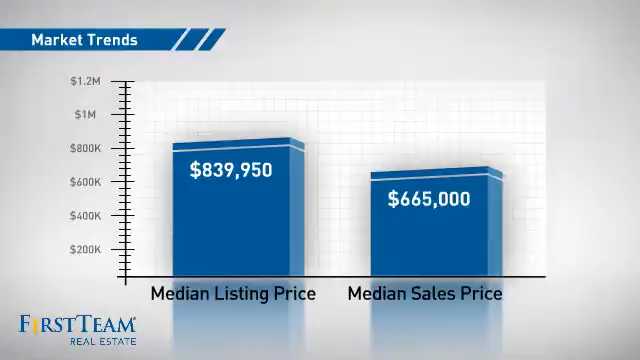 Market Trends
$1.2M
$1M
$800K
$600K
$400K
$200K
$839,950
$665,000
Median Listing Price
Median Sales Price
FIRSTTEAM®
REAL ESTATE